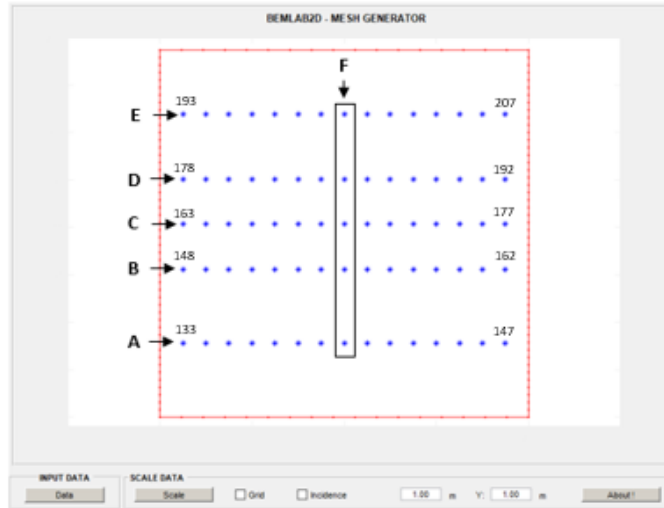 BEMLAB2D - MESH GENERATOR
F
E 193 207
D 178 192
C 163 177
B 148 162
A 133 147
INPUT DATA SCALE DATA
Data Scale Grid Incidence 1.00 m Y: 1.00 m About !